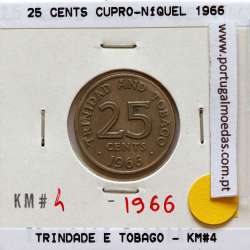 25 CENTS CUPRO-NíQUEL 1966
www.
portugalmoedas
.com.pt
TRINIDAD AND TOBAGO
25
CENTS
1966
KM# 4 - 1966
TRINDADE E TOBAGO - KM#4